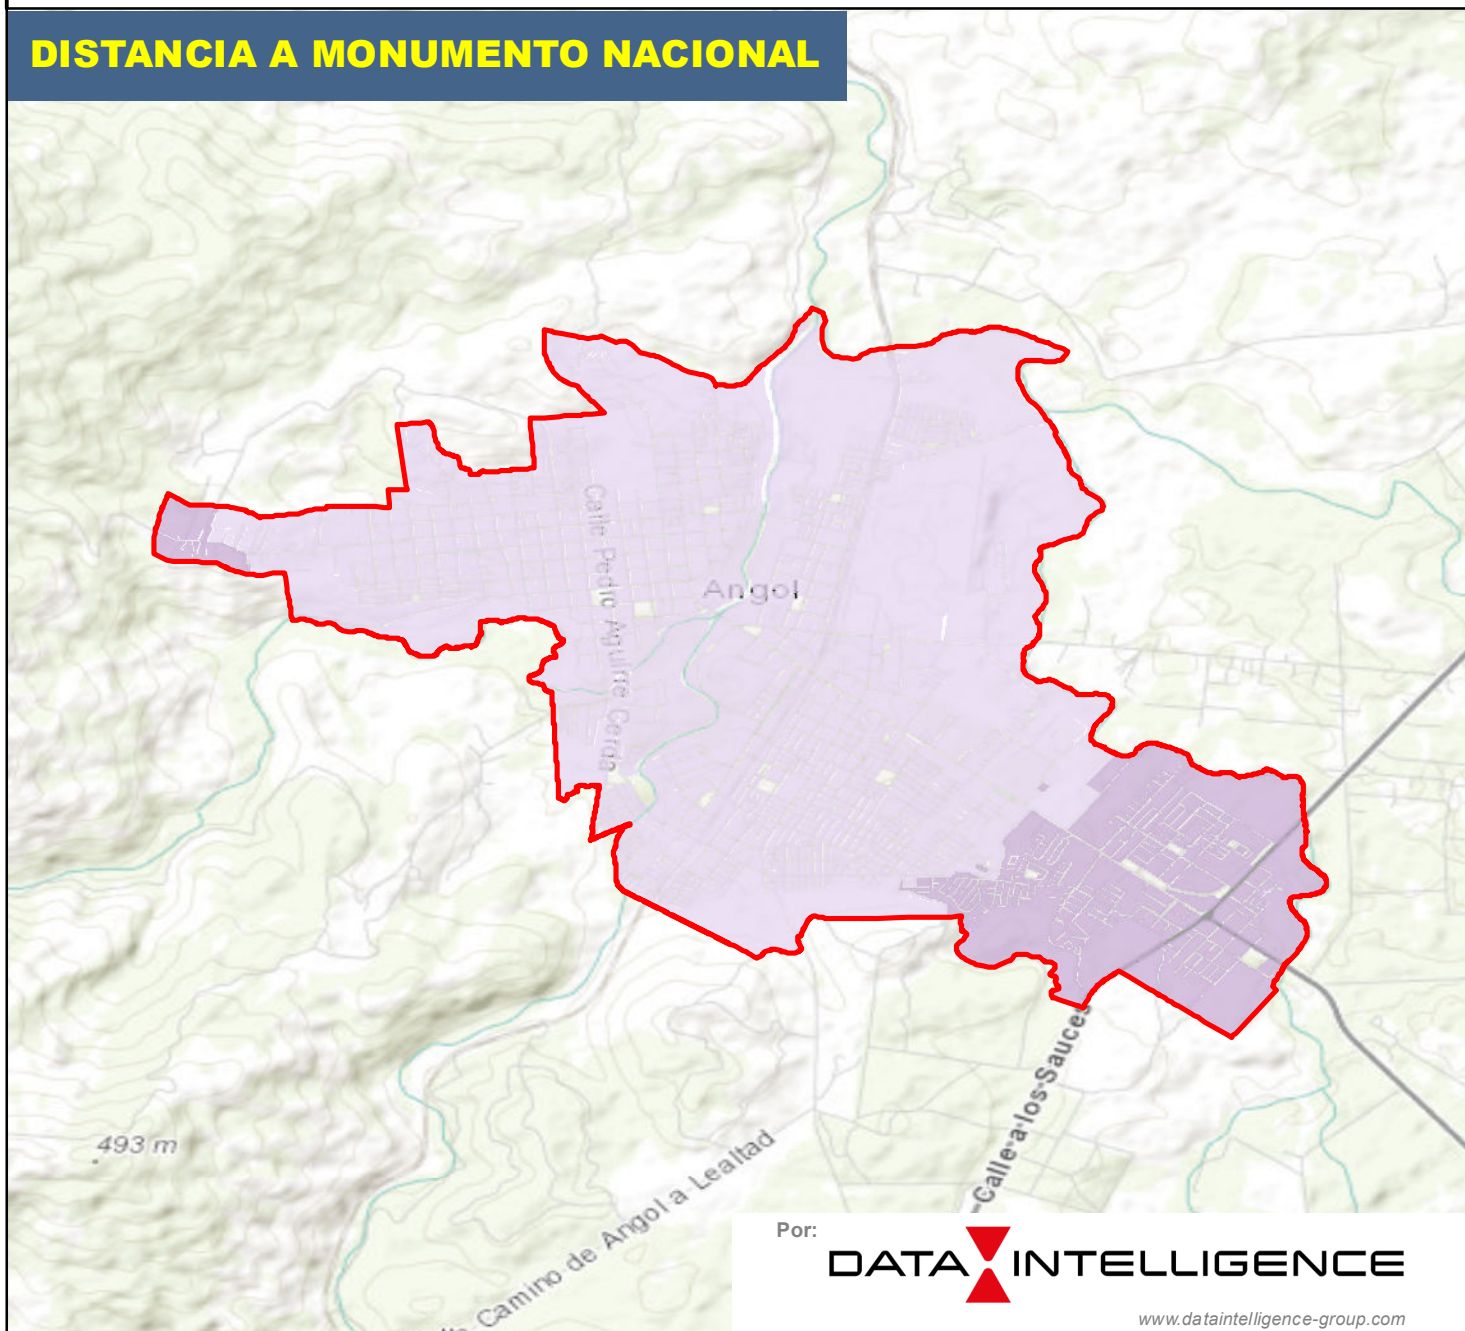 DISTANCIA A MONUMENTO NACIONAL
Calle Pedro Aguirre Cerda
Angol
Calle a los Sauces
493 m
Camino de Angol a Lealtad
Por:
DATA INTELLIGENCE
www.dataintelligence-group.com